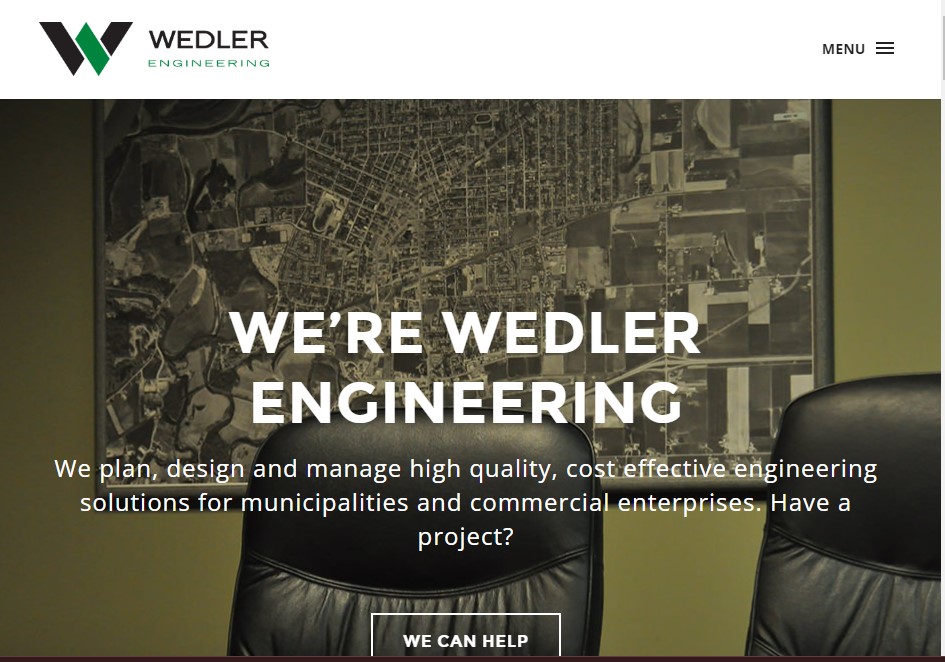 WEDLER
ENGINEERING
MENU
WE’RE WEDLER
ENGINEERING
We plan, design and manage high quality, cost effective engineering
solutions for municipalities and commercial enterprises. Have a
project?
WE CAN HELP